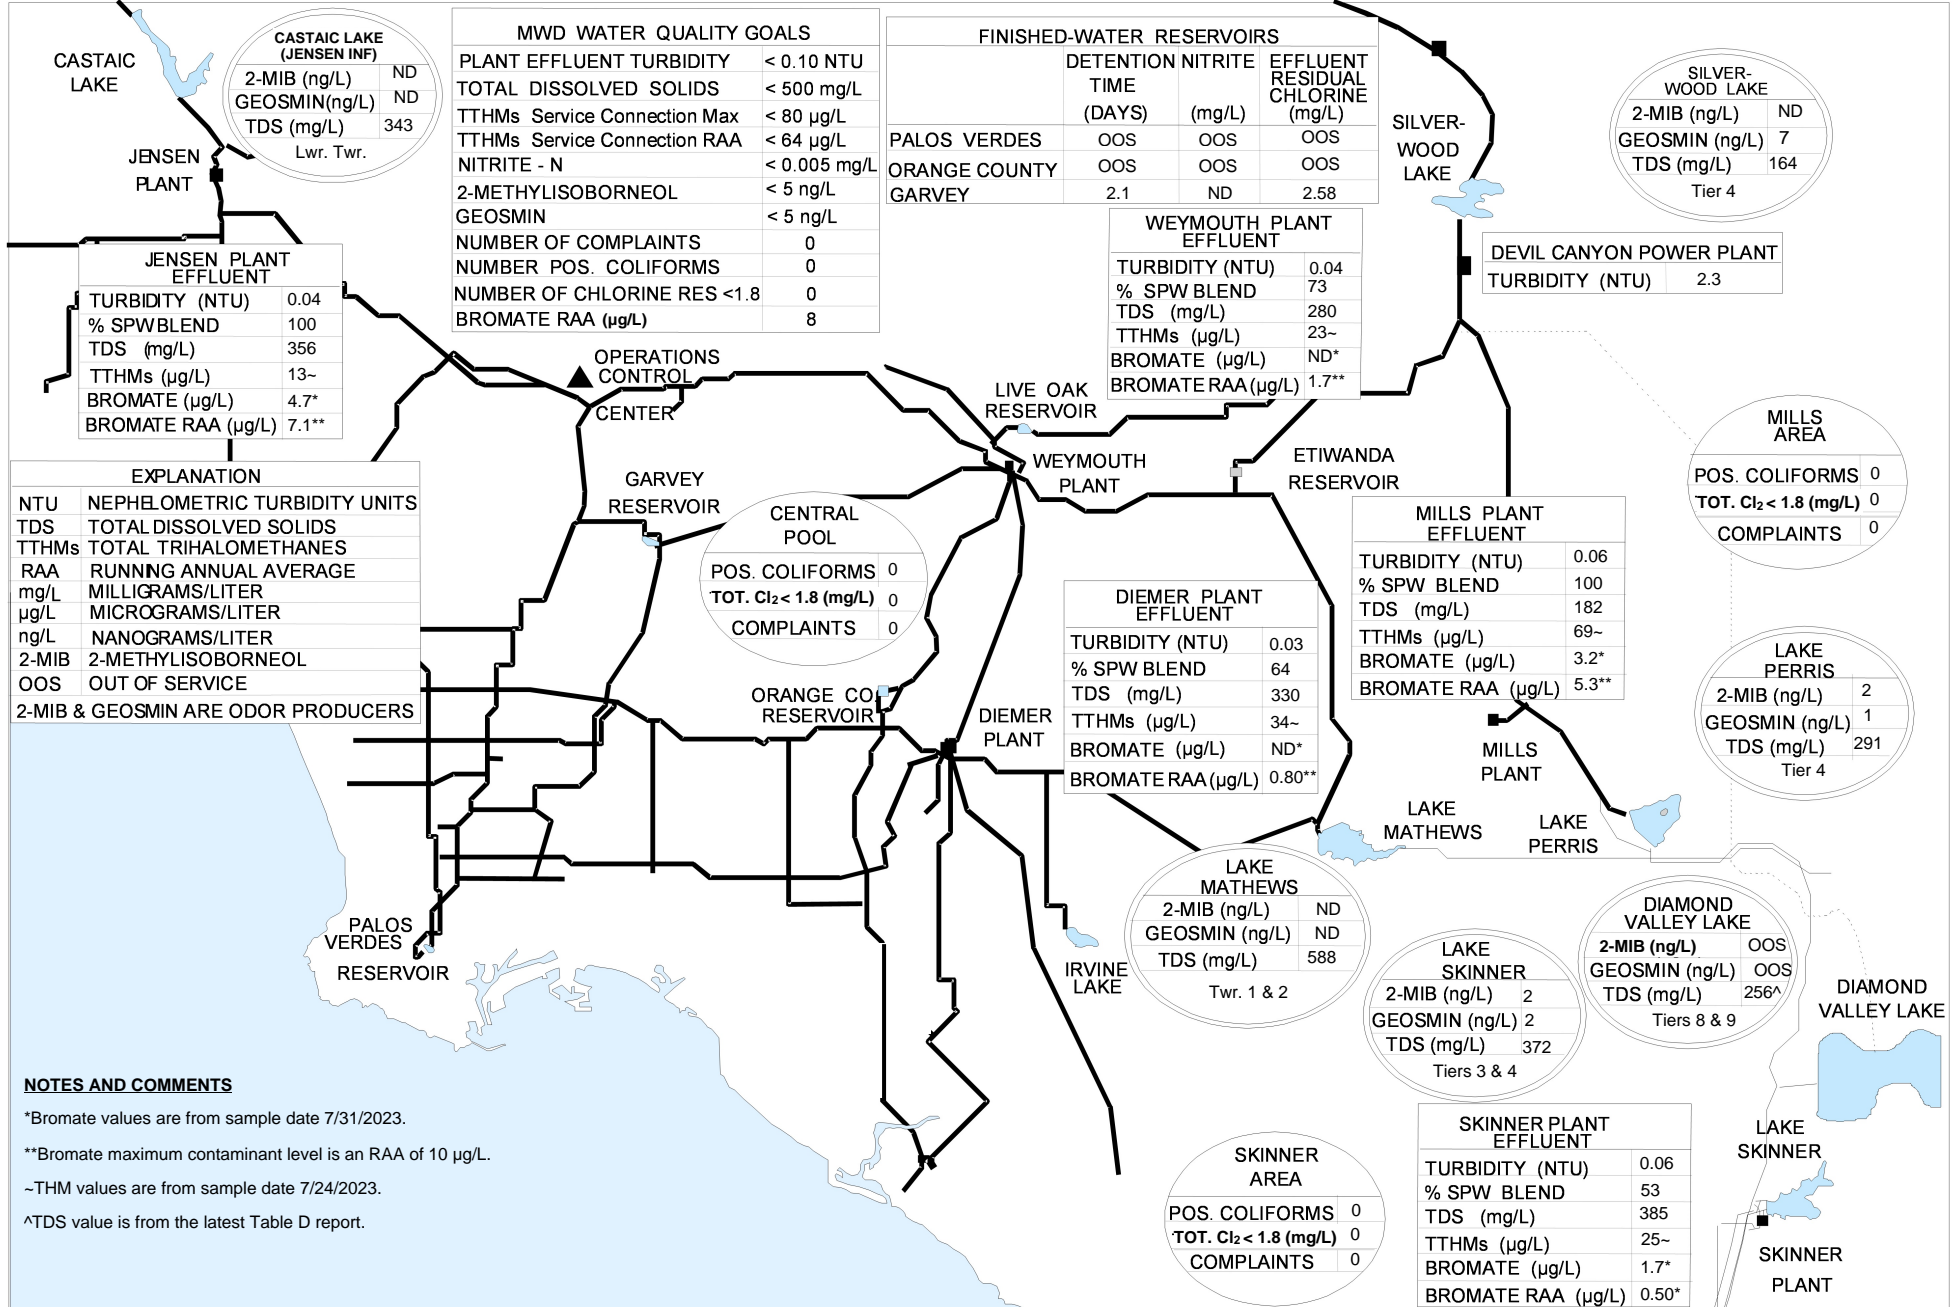 CASTAIC
LAKE
CASTAIC LAKE
(JENSEN INF)
2-MIB (ng/L) ND
GEOSMIN(ng/L) ND
TDS (mg/L) 343
Lwr. Twr.
JENSEN
PLANT
MWD WATER QUALITY GOALS
PLANT EFFLUENT TURBIDITY < 0.10 NTU
TOTAL DISSOLVED SOLIDS < 500 mg/L
TTHMs Service Connection Max < 80 µg/L
TTHMs Service Connection RAA < 64 µg/L
NITRITE - N < 0.005 mg/L
2-METHYLISOBORNEOL < 5 ng/L
GEOSMIN < 5 ng/L
NUMBER OF COMPLAINTS 0
NUMBER POS. COLIFORMS 0
NUMBER OF CHLORINE RES <1.8 0
BROMATE RAA (µg/L) 8
FINISHED-WATER RESERVOIRS
DETENTION NITRITE EFFLUENT
TIME RESIDUAL
CHLORINE
(DAYS) (mg/L) (mg/L)
PALOS VERDES OOS OOS OOS
ORANGE COUNTY OOS OOS OOS
GARVEY 2.1 ND 2.58
SILVER-
WOOD
LAKE
SILVER-
WOOD LAKE
2-MIB (ng/L) ND
GEOSMIN (ng/L) 7
TDS (mg/L) 164
Tier 4
DEVIL CANYON POWER PLANT
TURBIDITY (NTU) 2.3
WEYMOUTH PLANT
EFFLUENT
TURBIDITY (NTU) 0.04
% SPW BLEND 73
TDS (mg/L) 280
TTHMs (µg/L) 23~
BROMATE (µg/L) ND*
BROMATE RAA (µg/L) 1.7**
JENSEN PLANT
EFFLUENT
TURBIDITY (NTU) 0.04
% SPW BLEND 100
TDS (mg/L) 356
TTHMs (µg/L) 13~
BROMATE (µg/L) 4.7*
BROMATE RAA (µg/L) 7.1**
OPERATIONS
CONTROL
CENTER
LIVE OAK
RESERVOIR
WEYMOUTH
PLANT
ETIWANDA
RESERVOIR
GARVEY
RESERVOIR
MILLS
AREA
POS. COLIFORMS 0
TOT. Cl2 < 1.8 (mg/L) 0
COMPLAINTS 0
EXPLANATION
NTU NEPHELOMETRIC TURBIDITY UNITS
TDS TOTAL DISSOLVED SOLIDS
TTHMs TOTAL TRIHALOMETHANES
RAA RUNNING ANNUAL AVERAGE
mg/L MILLIGRAMS/LITER
µg/L MICROGRAMS/LITER
ng/L NANOGRAMS/LITER
2-MIB 2-METHYLISOBORNEOL
OOS OUT OF SERVICE
2-MIB & GEOSMIN ARE ODOR PRODUCERS
CENTRAL
POOL
POS. COLIFORMS 0
TOT. Cl2 < 1.8 (mg/L) 0
COMPLAINTS 0
MILLS PLANT
EFFLUENT
TURBIDITY (NTU) 0.06
% SPW BLEND 100
TDS (mg/L) 182
TTHMs (µg/L) 69~
BROMATE (µg/L) 3.2*
BROMATE RAA (µg/L) 5.3**
DIEMER PLANT
EFFLUENT
TURBIDITY (NTU) 0.03
% SPW BLEND 64
TDS (mg/L) 330
TTHMs (µg/L) 34~
BROMATE (µg/L) ND*
BROMATE RAA (µg/L) 0.80**
LAKE
PERRIS
2-MIB (ng/L) 2
GEOSMIN (ng/L) 1
TDS (mg/L) 291
Tier 4
ORANGE CO
RESERVOIR
DIEMER
PLANT
MILLS
PLANT
LAKE
MATHEWS
LAKE
PERRIS
LAKE
MATHEWS
2-MIB (ng/L) ND
GEOSMIN (ng/L) ND
TDS (mg/L) 588
Twr. 1 & 2
DIAMOND
VALLEY LAKE
2-MIB (ng/L) OOS
GEOSMIN (ng/L) OOS
TDS (mg/L) 256^
Tiers 8 & 9
LAKE
SKINNER
2-MIB (ng/L) 2
GEOSMIN (ng/L) 2
TDS (mg/L) 372
Tiers 3 & 4
PALOS
VERDES
RESERVOIR
IRVINE
LAKE
DIAMOND
VALLEY LAKE
NOTES AND COMMENTS
*Bromate values are from sample date 7/31/2023.
**Bromate maximum contaminant level is an RAA of 10 µg/L.
~THM values are from sample date 7/24/2023.
^TDS value is from the latest Table D report.
SKINNER
AREA
POS. COLIFORMS 0
TOT. Cl2 < 1.8 (mg/L) 0
COMPLAINTS 0
SKINNER PLANT
EFFLUENT
TURBIDITY (NTU) 0.06
% SPW BLEND 53
TDS (mg/L) 385
TTHMs (µg/L) 25~
BROMATE (µg/L) 1.7*
BROMATE RAA (µg/L) 0.50*
LAKE
SKINNER
SKINNER
PLANT